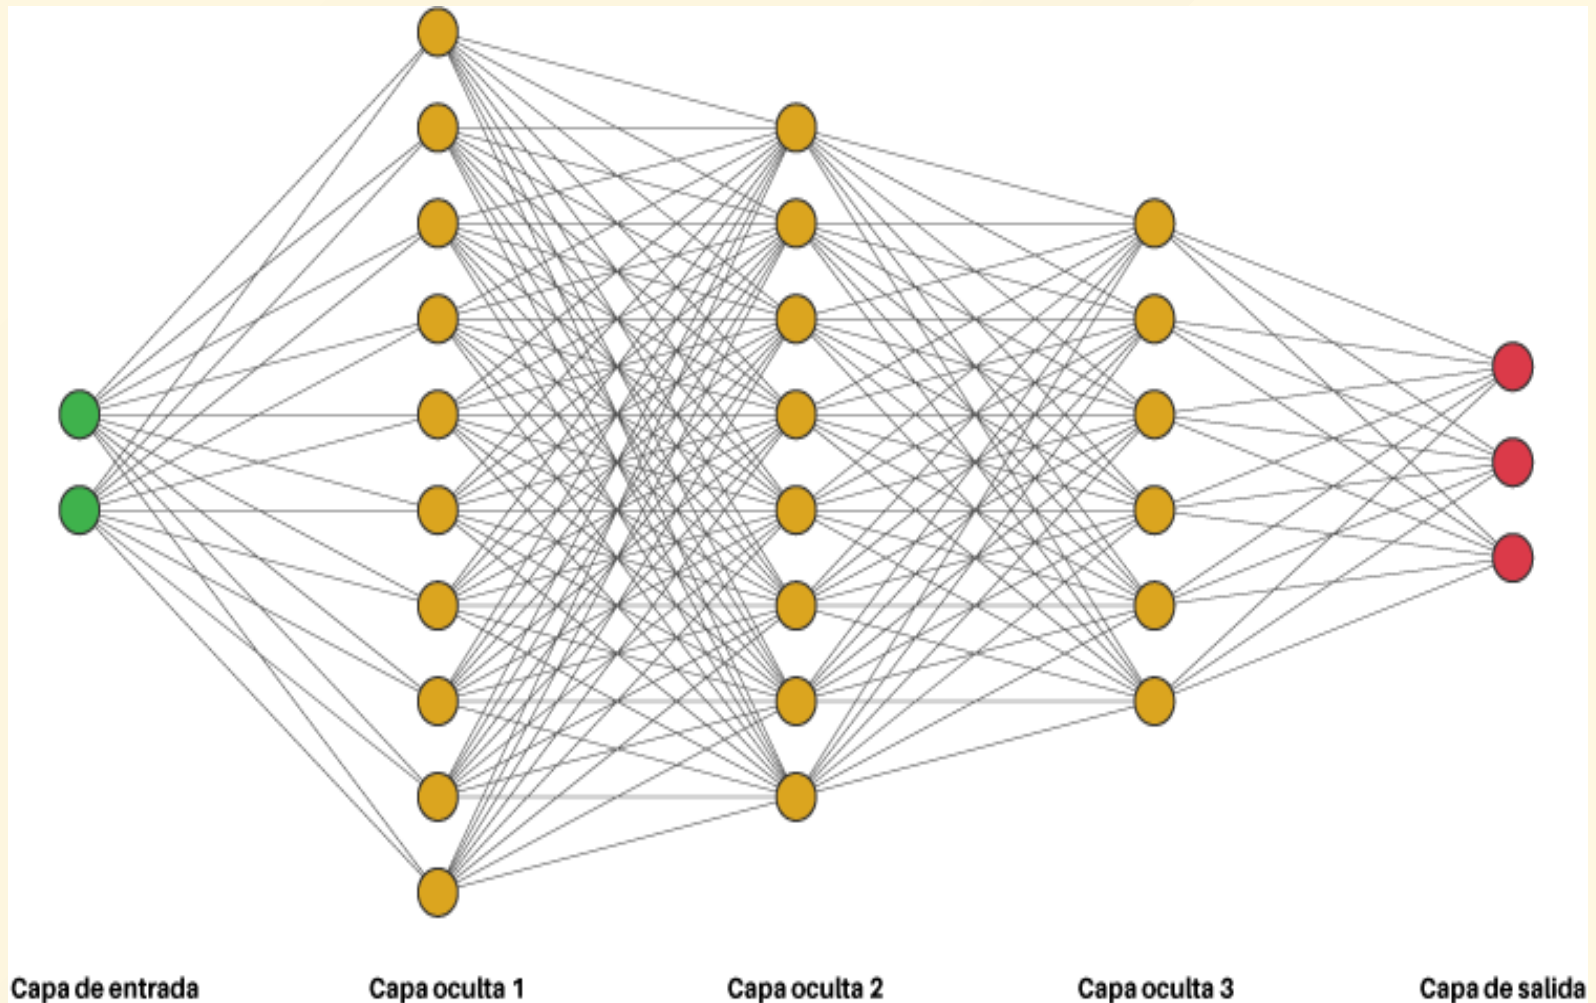 Capa de entrada
Capa oculta 1
Capa oculta 2
Capa oculta 3
Capa de salida